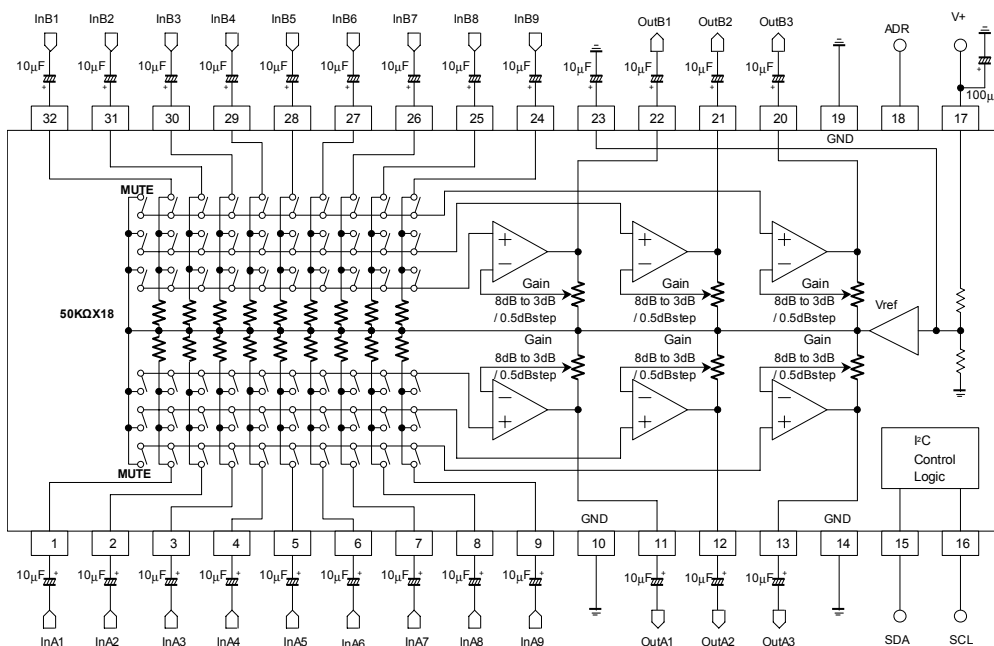 InB1 InB2 InB3 InB4 InB5 InB6 InB7 InB8 InB9 OutB1 OutB2 OutB3 ADR V+
10µF 10µF 10µF 10µF 10µF 10µF 10µF 10µF 10µF 10µF 10µF 10µF 10µF
100µ
32 31 30 29 28 27 26 25 24 23 22 21 20 19 18 17
GND
MUTE
+ + +
− − −
Gain Gain Gain
8dB to 3dB 8dB to 3dB 8dB to 3dB
/ 0.5dBstep / 0.5dBstep / 0.5dBstep
Vref
50KΩX18
Gain Gain Gain
8dB to 3dB 8dB to 3dB 8dB to 3dB
/ 0.5dBstep / 0.5dBstep / 0.5dBstep
− − −
+ + +
I²C
Control
Logic
MUTE
GND GND
1 2 3 4 5 6 7 8 9 10 11 12 13 14 15 16
10µF 10µF 10µF 10µF 10µF 10µF 10µF 10µF 10µF 10µF 10µF 10µF
InA1 InA2 InA3 InA4 InA5 InA6 InA7 InA8 InA9 OutA1 OutA2 OutA3 SDA SCL